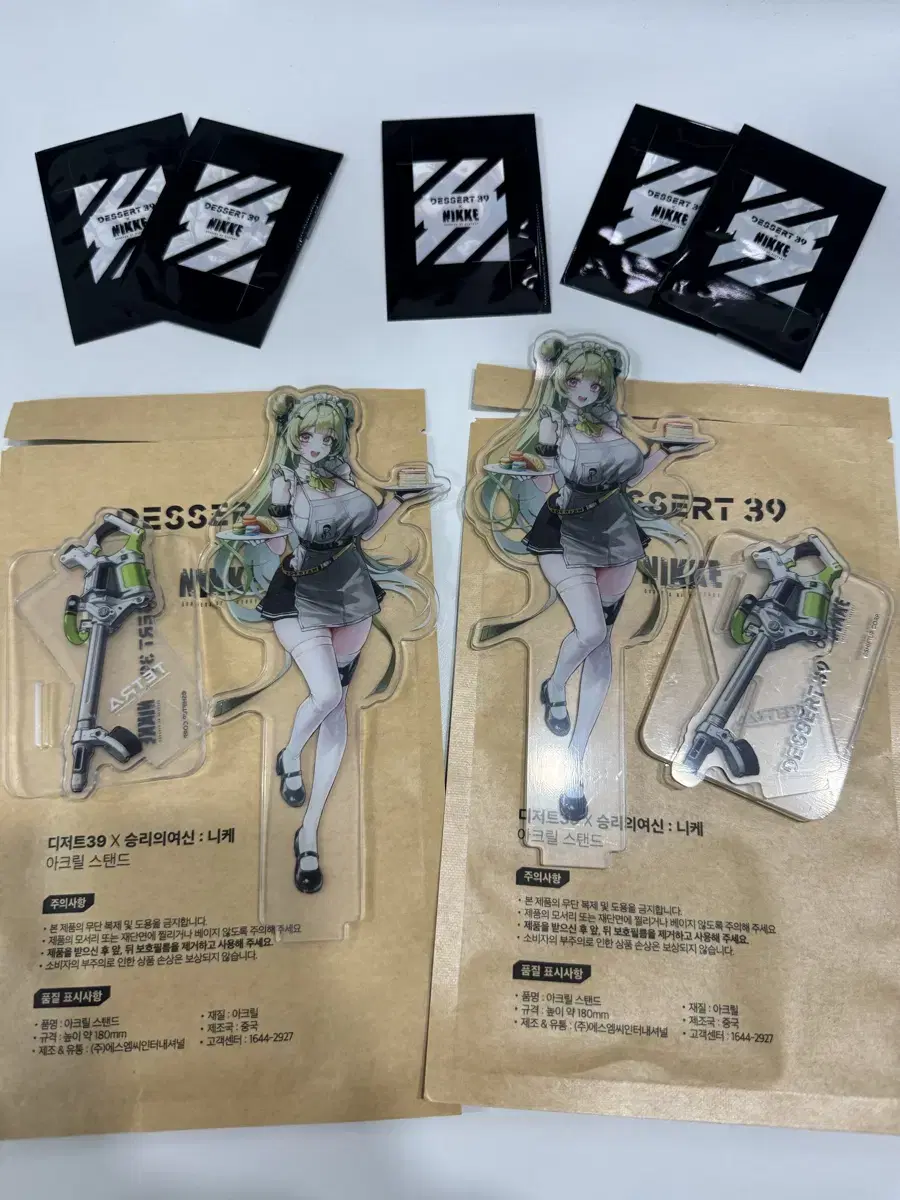 DESSERT 39
NIKKE
DESSERT 39
NIKKE
DESSERT 39
NIKKE
DESSERT 39
NIKKE
DESSERT 39
NIKKE
DESSER
NIKKE
DESSERT 39
TETRA
NIKKE
디저트39 X 승리의여신 : 니케
아크릴 스탠드
주의사항
• 본 제품의 무단 복제 및 도용을 금지합니다.
• 제품의 모서리 또는 재단면에 찔리거나 베이지 않도록 주의해 주세요
• 제품을 받으신 후 앞, 뒤 보호필름을 제거하고 사용해 주세요.
• 소비자의 부주의로 인한 상품 손상은 보상되지 않습니다.
품질 표시사항
• 품명 : 아크릴 스탠드
• 규격 : 높이 약 180mm
• 제조 & 유통 : (주)에스엠씨인터내셔널
• 재질 : 아크릴
• 제조국 : 중국
• 고객센터 : 1644-2927
SSERT 39
NIKKE
DESSERT 39
디저트39 X 승리의여신 : 니케
아크릴 스탠드
주의사항
• 본 제품의 무단 복제 및 도용을 금지합니다.
• 제품의 모서리 또는 재단면에 찔리거나 베이지 않도록 주의해 주세요
• 제품을 받으신 후 앞, 뒤 보호필름을 제거하고 사용해 주세요.
• 소비자의 부주의로 인한 상품 손상은 보상되지 않습니다.
품질 표시사항
• 품명 : 아크릴 스탠드
• 규격 : 높이 약 180mm
• 제조 & 유통 : (주)에스엠씨인터내셔널
• 재질 : 아크릴
• 제조국 : 중국
• 고객센터 : 1644-2927